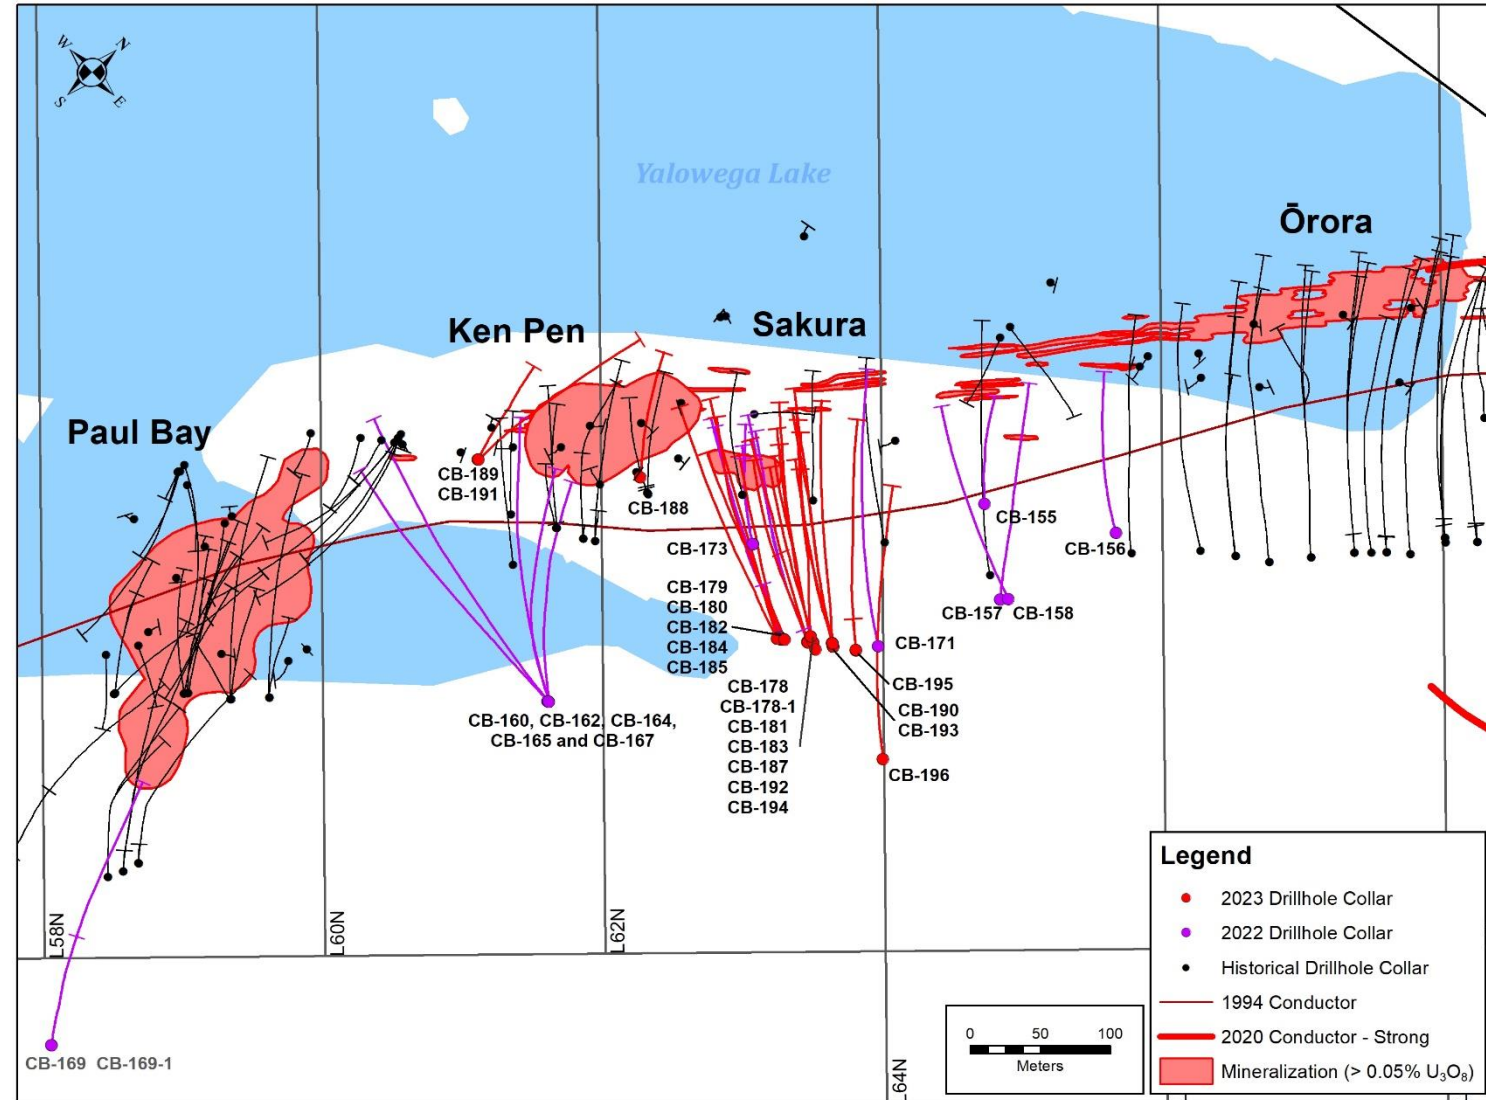 W
N
S
E
Yalowega Lake
Ōrora
Sakura
Ken Pen
Paul Bay
CB-189
CB-191
CB-188
CB-155
CB-173
CB-156
CB-179
CB-180
CB-182
CB-184
CB-185
CB-157
CB-158
CB-171
CB-195
CB-178
CB-178-1
CB-181
CB-183
CB-187
CB-192
CB-194
CB-190
CB-193
CB-160, CB-162, CB-164,
CB-165 and CB-167
CB-196
L58N
L60N
L62N
L64N
CB-169 CB-169-1
0 50 100
Meters
Legend
2023 Drillhole Collar
2022 Drillhole Collar
Historical Drillhole Collar
1994 Conductor
2020 Conductor - Strong
Mineralization (> 0.05% U₃O₈)